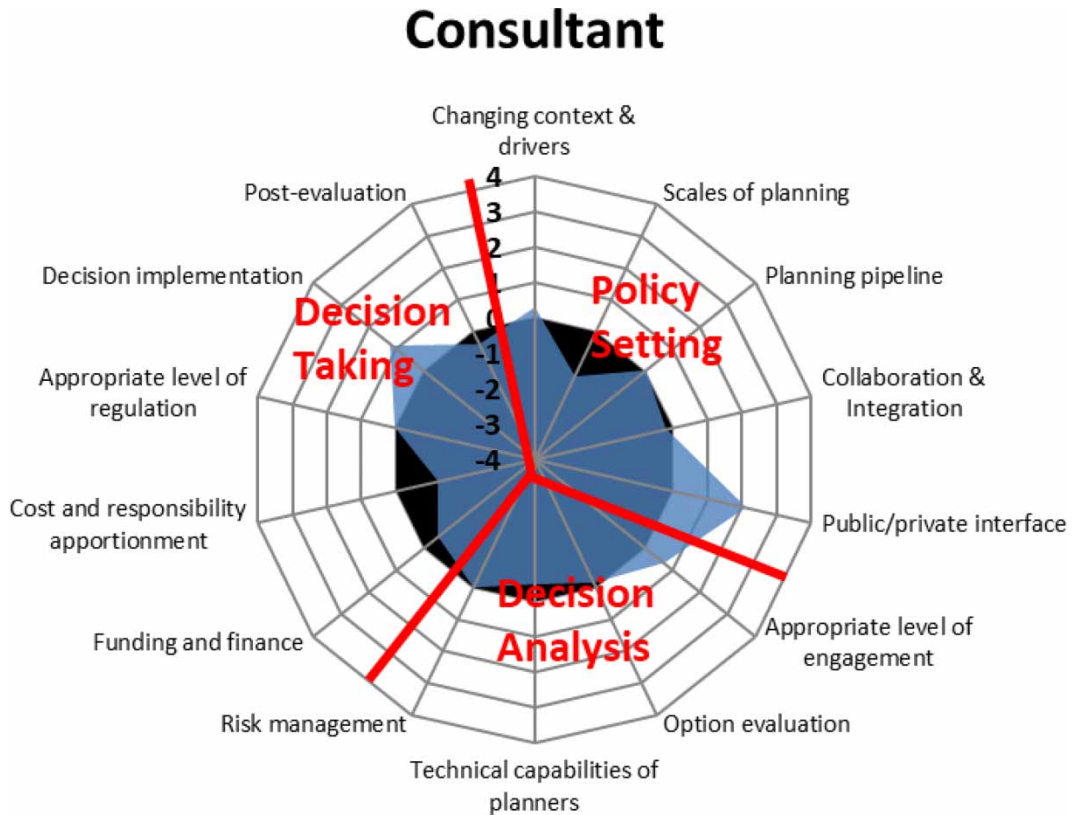 Consultant
Changing context &
drivers
Post-evaluation
Scales of planning
Decision implementation
Planning pipeline
Appropriate level of
regulation
Collaboration &
Integration
Cost and responsibility
apportionment
Public/private interface
Funding and finance
Appropriate level of
engagement
Risk management
Option evaluation
Technical capabilities of
planners
4
3
2
1
0
-1
-2
-3
-4
Policy
Setting
Decision
Taking
Decision
Analysis